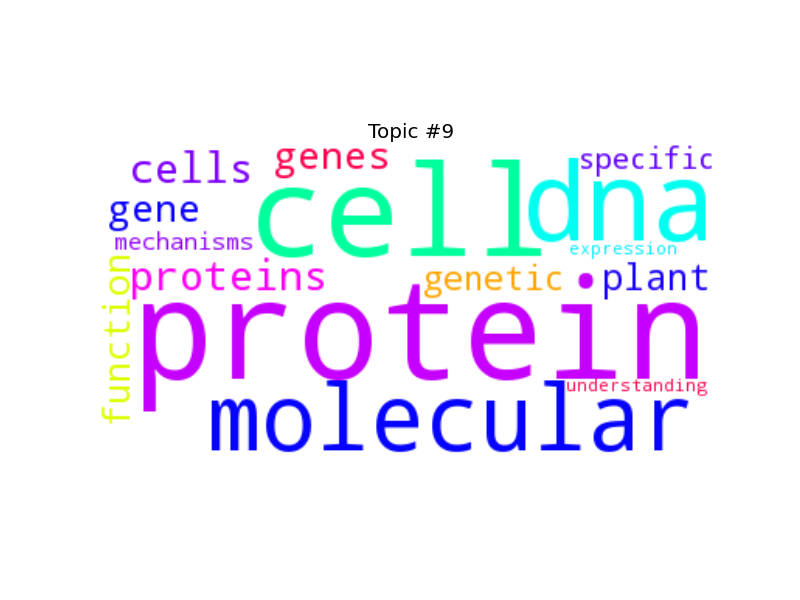 Topic #9
cells
genes
cell
dna
specific
gene
mechanisms
expression
function
proteins
genetic
plant
protein
understanding
molecular